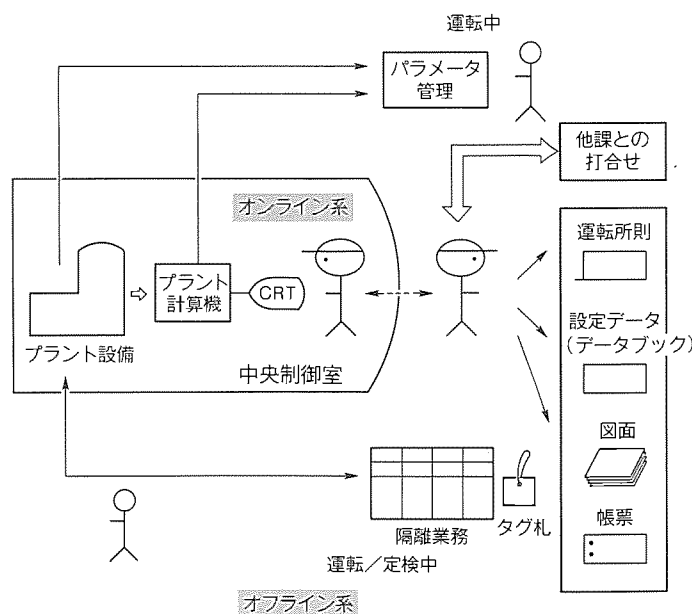 運転中
パラメータ
管理
他課との
打合せ
オンライン系
運転所則
プラント
計算機
CRT
設定データ
(データブック)
プラント設備
中央制御室
図面
帳票
隔離業務
タグ札
運転／定検中
オフライン系